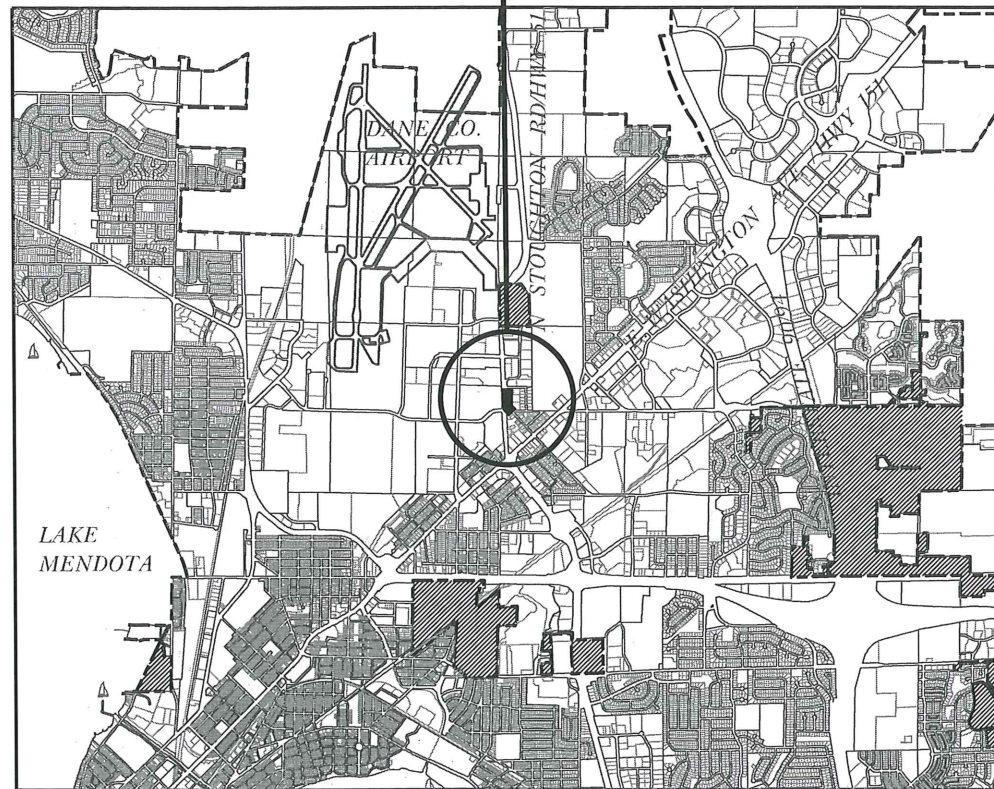 DANE CO.
AIRPORT
N STOUGHTON RD/HWY 51
E WASHINGTON AVE/HWY 151
LAKE
MENDOTA